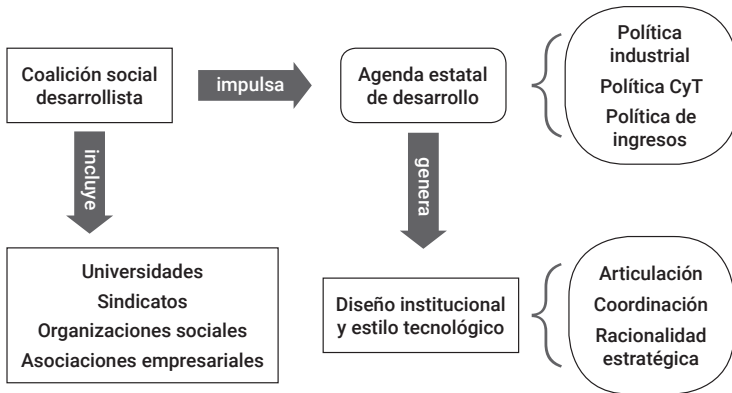 Coalición social
desarrollista
impulsa
Agenda estatal
de desarrollo
Política
industrial
Política CyT
Política de
ingresos
incluye
genera
Universidades
Sindicatos
Organizaciones sociales
Asociaciones empresariales
Diseño institucional
y estilo tecnológico
Articulación
Coordinación
Racionalidad
estratégica